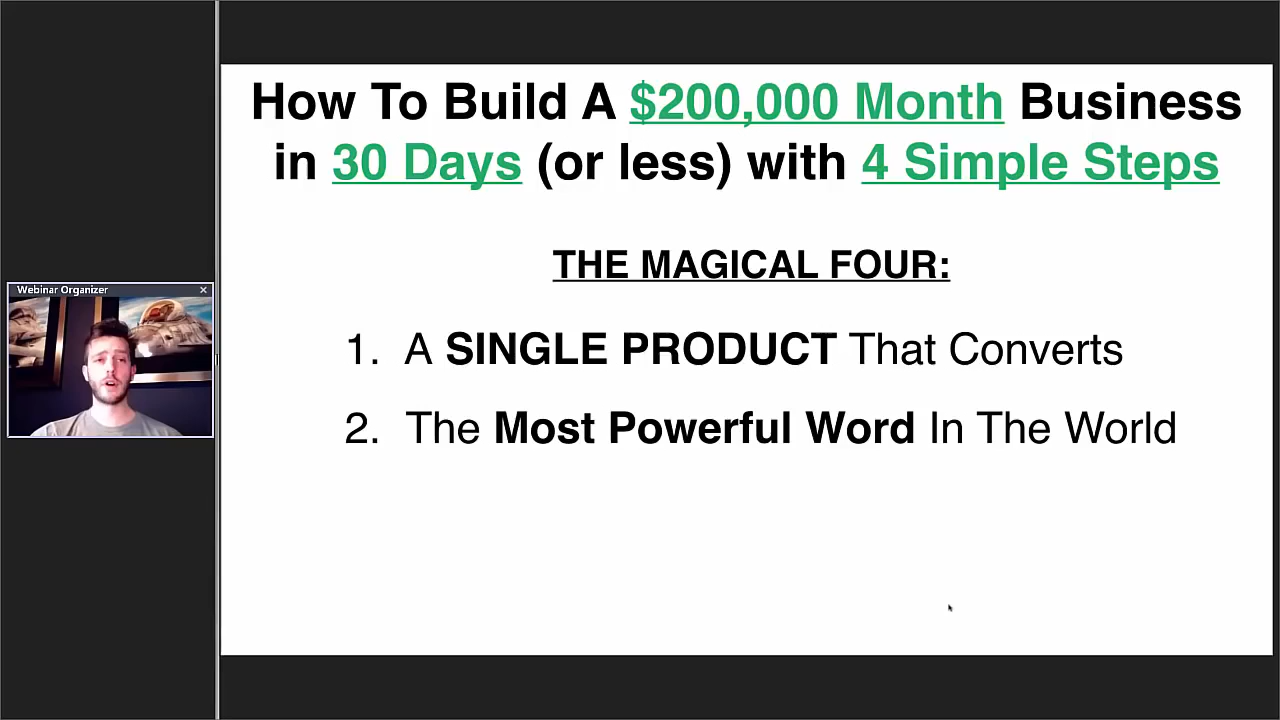 How To Build A $200,000 Month Business
in 30 Days (or less) with 4 Simple Steps
THE MAGICAL FOUR:
Webinar Organizer ×
1. A SINGLE PRODUCT That Converts
2. The Most Powerful Word In The World